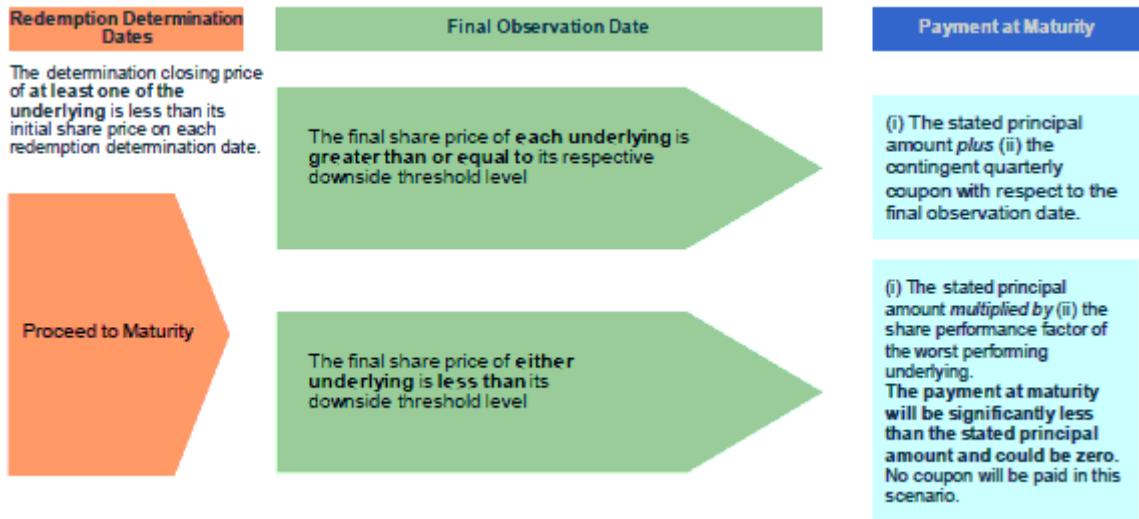 Redemption Determination
Dates
Final Observation Date
Payment at Maturity
The determination closing price
of at least one of the
underlying is less than its
initial share price on each
redemption determination date.
Proceed to Maturity
The final share price of each underlying is
greater than or equal to its respective
downside threshold level
(i) The stated principal
amount plus (ii) the
contingent quarterly
coupon with respect to the
final observation date.
The final share price of either
underlying is less than its
downside threshold level
(i) The stated principal
amount multiplied by (ii) the
share performance factor of
the worst performing
underlying.
The payment at maturity
will be significantly less
than the stated principal
amount and could be zero.
No coupon will be paid in this
scenario.